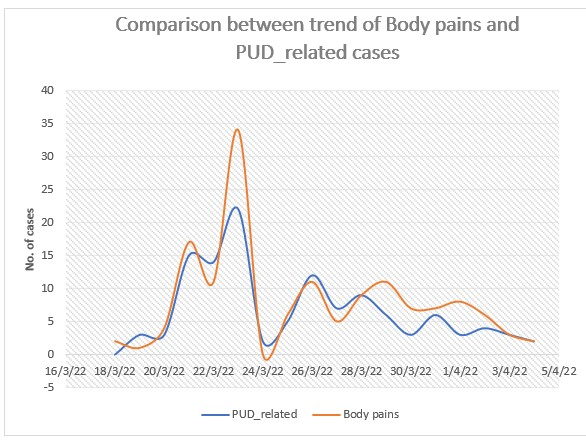 Comparison between trend of Body pains and
PUD_related cases
40
35
30
25
20
15
10
5
0
-5
No. of cases
16/3/22 18/3/22 20/3/22 22/3/22 24/3/22 26/3/22 28/3/22 30/3/22 1/4/22 3/4/22 5/4/22
PUD_related Body pains